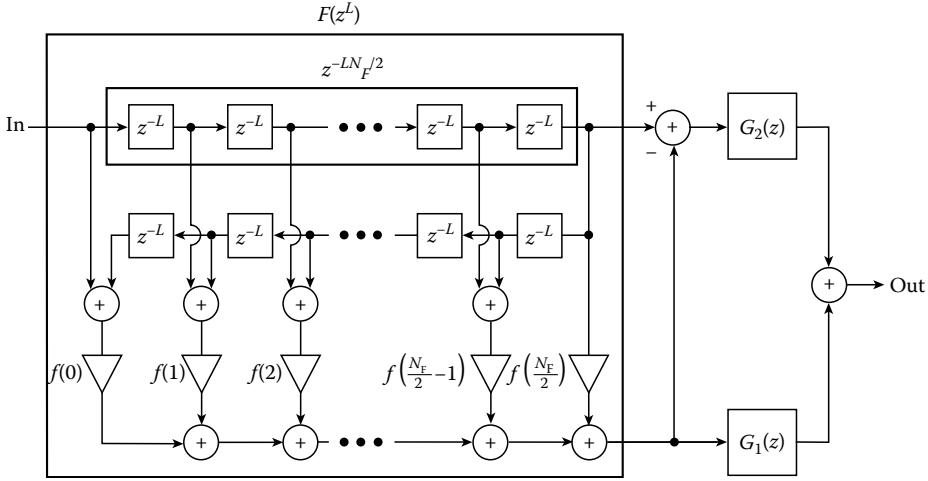 F(z^L)
z^{-LN_F/2}
In
z^{-L} z^{-L} z^{-L} z^{-L}
+
+
−
G_2(z)
z^{-L} z^{-L} z^{-L} z^{-L}
+ + + +
+ Out
f(0) f(1) f(2) f(N_F/2 −1) f(N_F/2)
+ + + +
G_1(z)